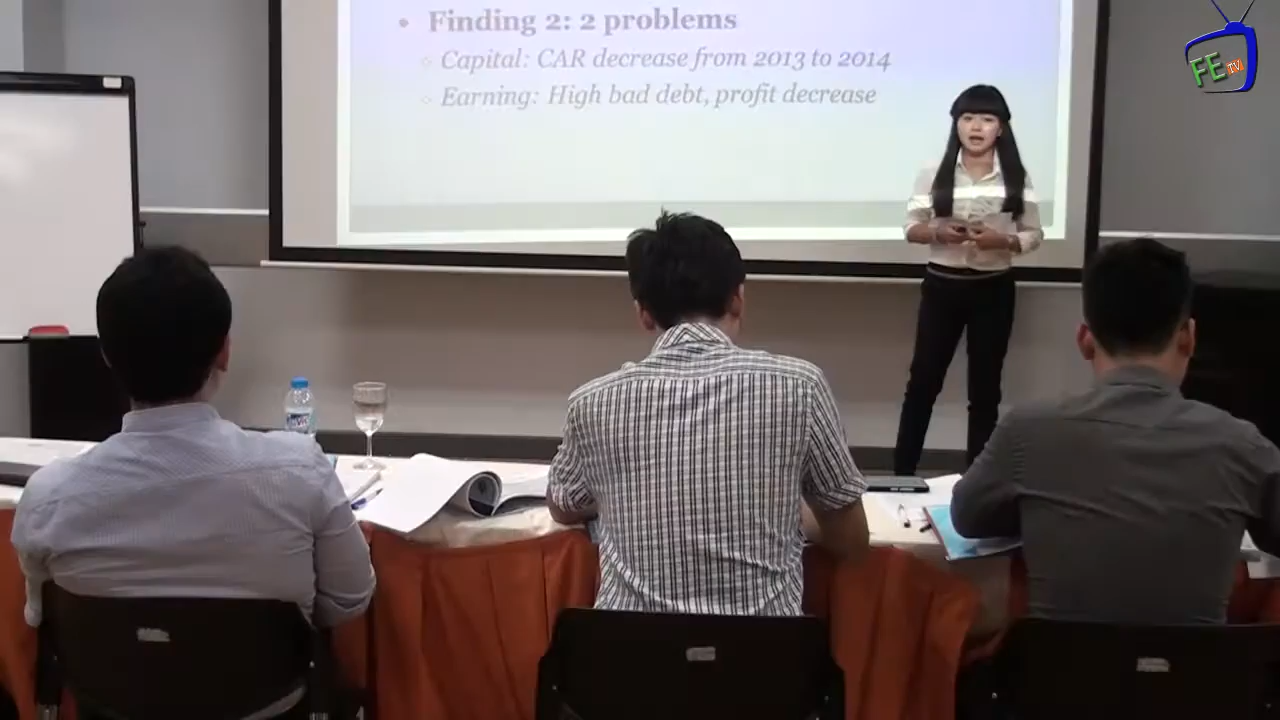 • Finding 2: 2 problems
Capital: CAR decrease from 2013 to 2014
Earning: High bad debt, profit decrease
FE TV